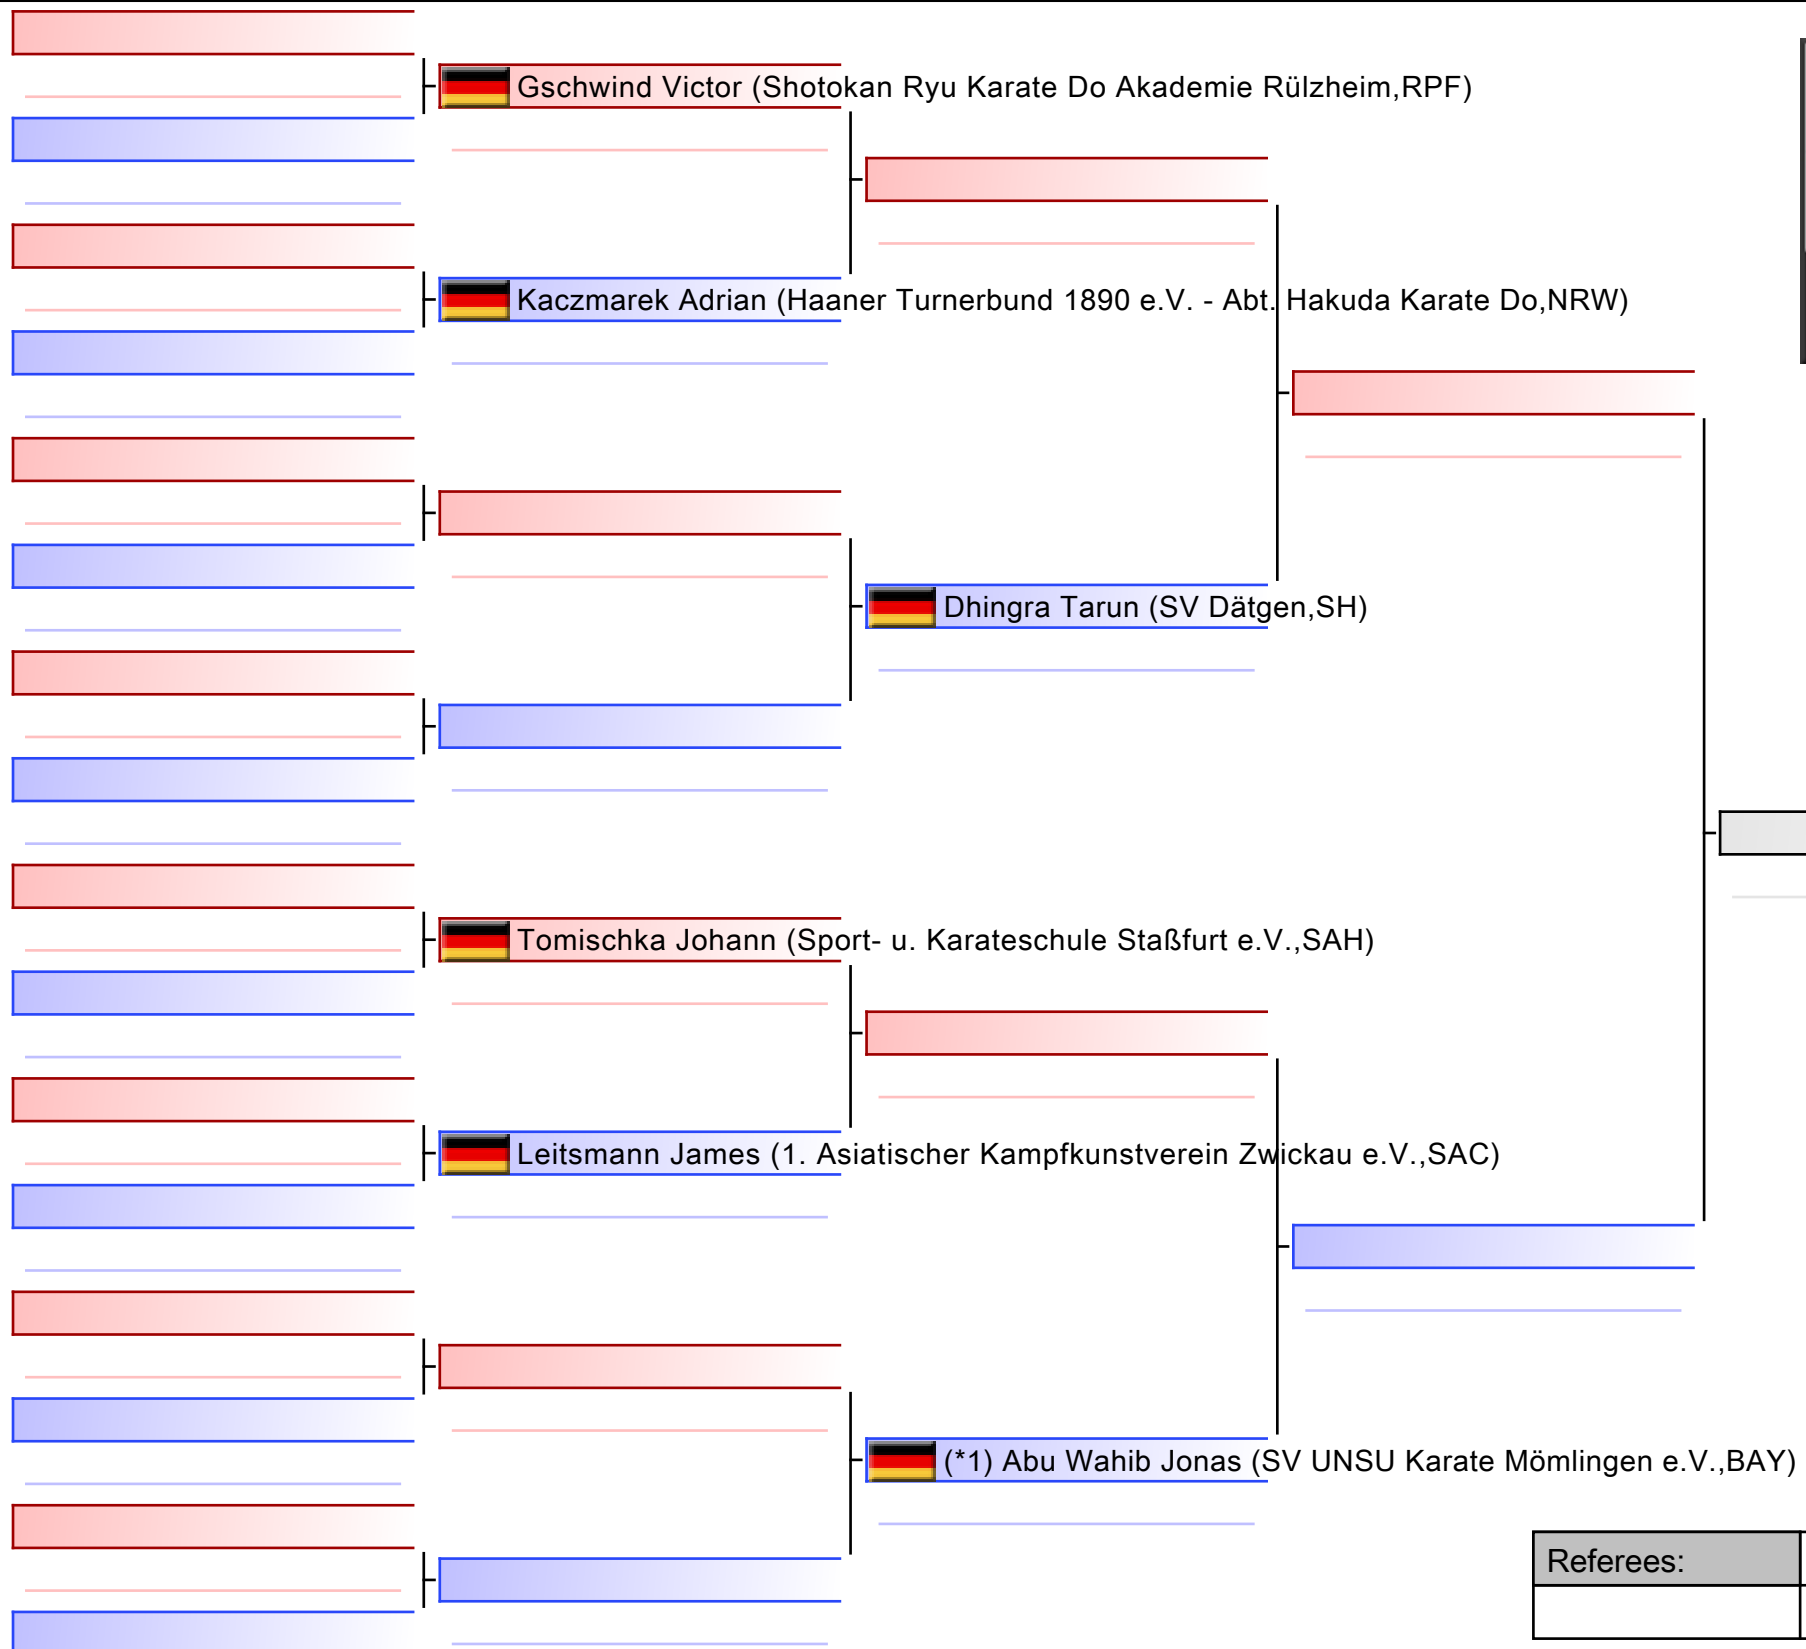 Gschwind Victor (Shotokan Ryu Karate Do Akademie Rülzheim,RPF)
Kaczmarek Adrian (Haaner Turnerbund 1890 e.V. - Abt. Hakuda Karate Do,NRW)
Dhingra Tarun (SV Dätgen,SH)
Tomischka Johann (Sport- u. Karateschule Staßfurt e.V.,SAH)
Leitsmann James (1. Asiatischer Kampfkunstverein Zwickau e.V.,SAC)
(*1) Abu Wahib Jonas (SV UNSU Karate Mömlingen e.V.,BAY)
Referees: